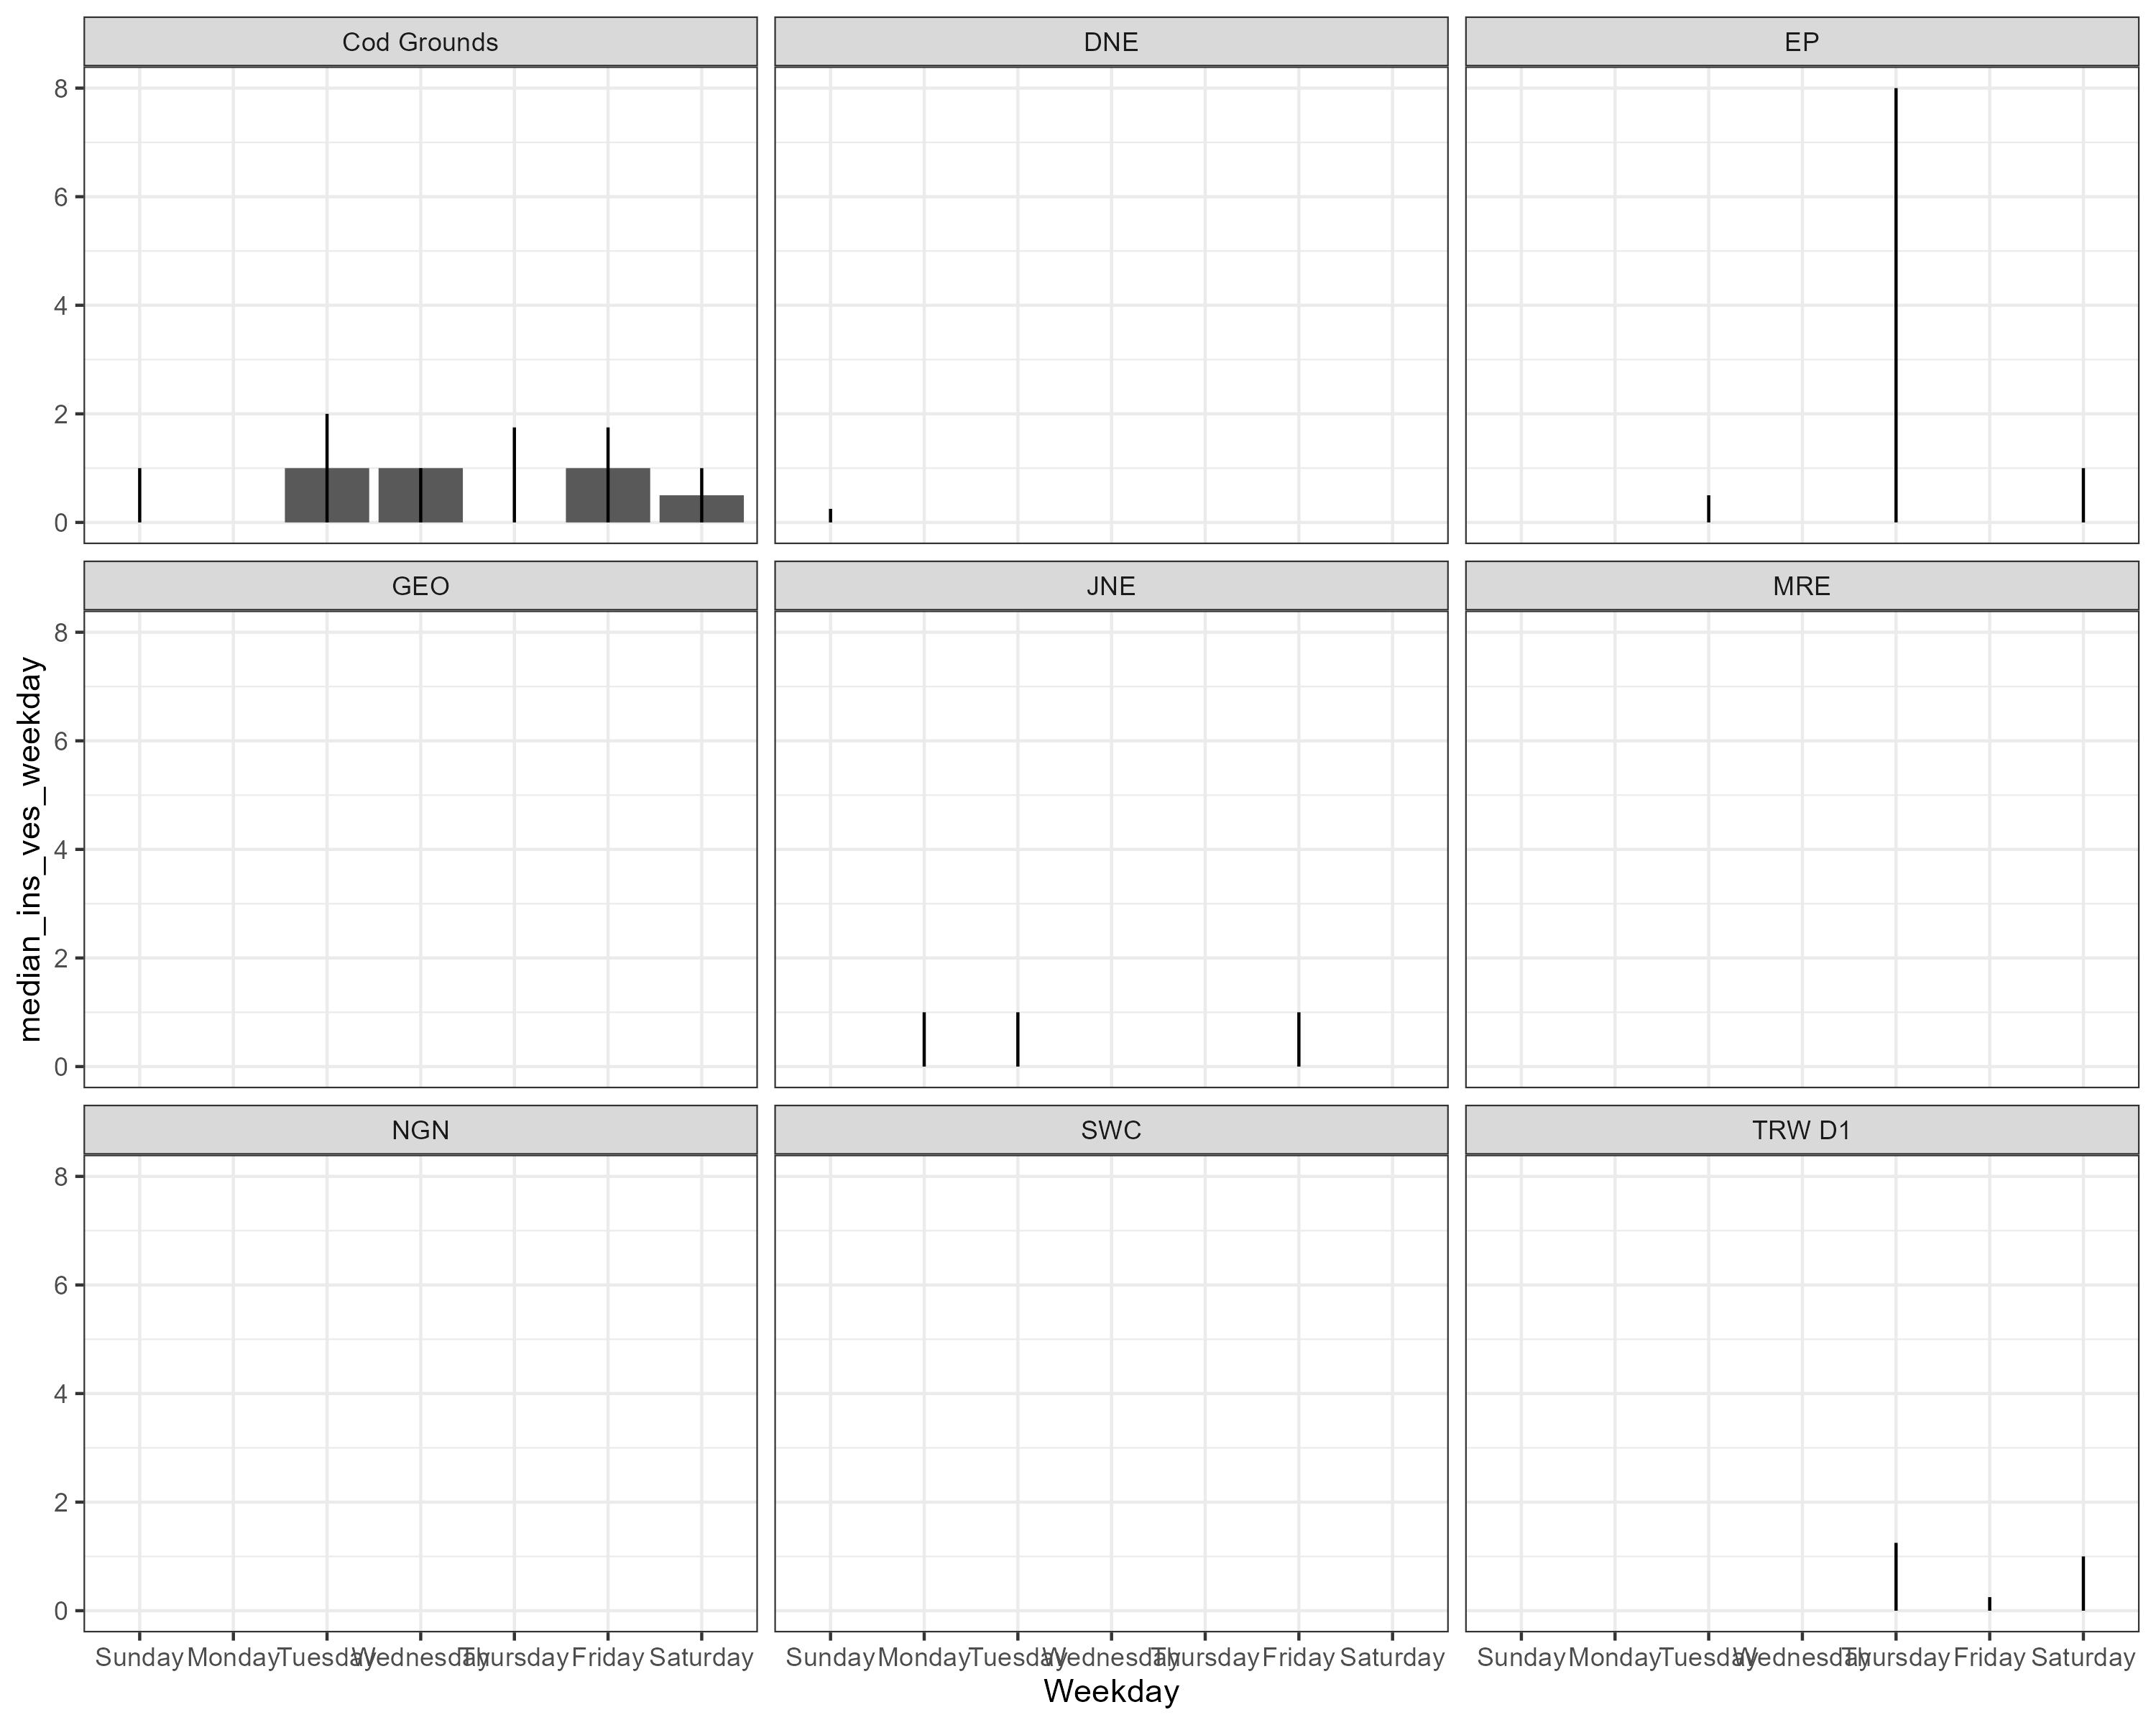 Cod Grounds
DNE
EP
8
6
4
2
0
GEO
JNE
MRE
8
6
4
2
0
median_ins_ves_weekday
NGN
SWC
TRW D1
8
6
4
2
0
Sunday Monday Tuesday Wednesday Thursday Friday Saturday
Sunday Monday Tuesday Wednesday Thursday Friday Saturday
Sunday Monday Tuesday Wednesday Thursday Friday Saturday
Weekday